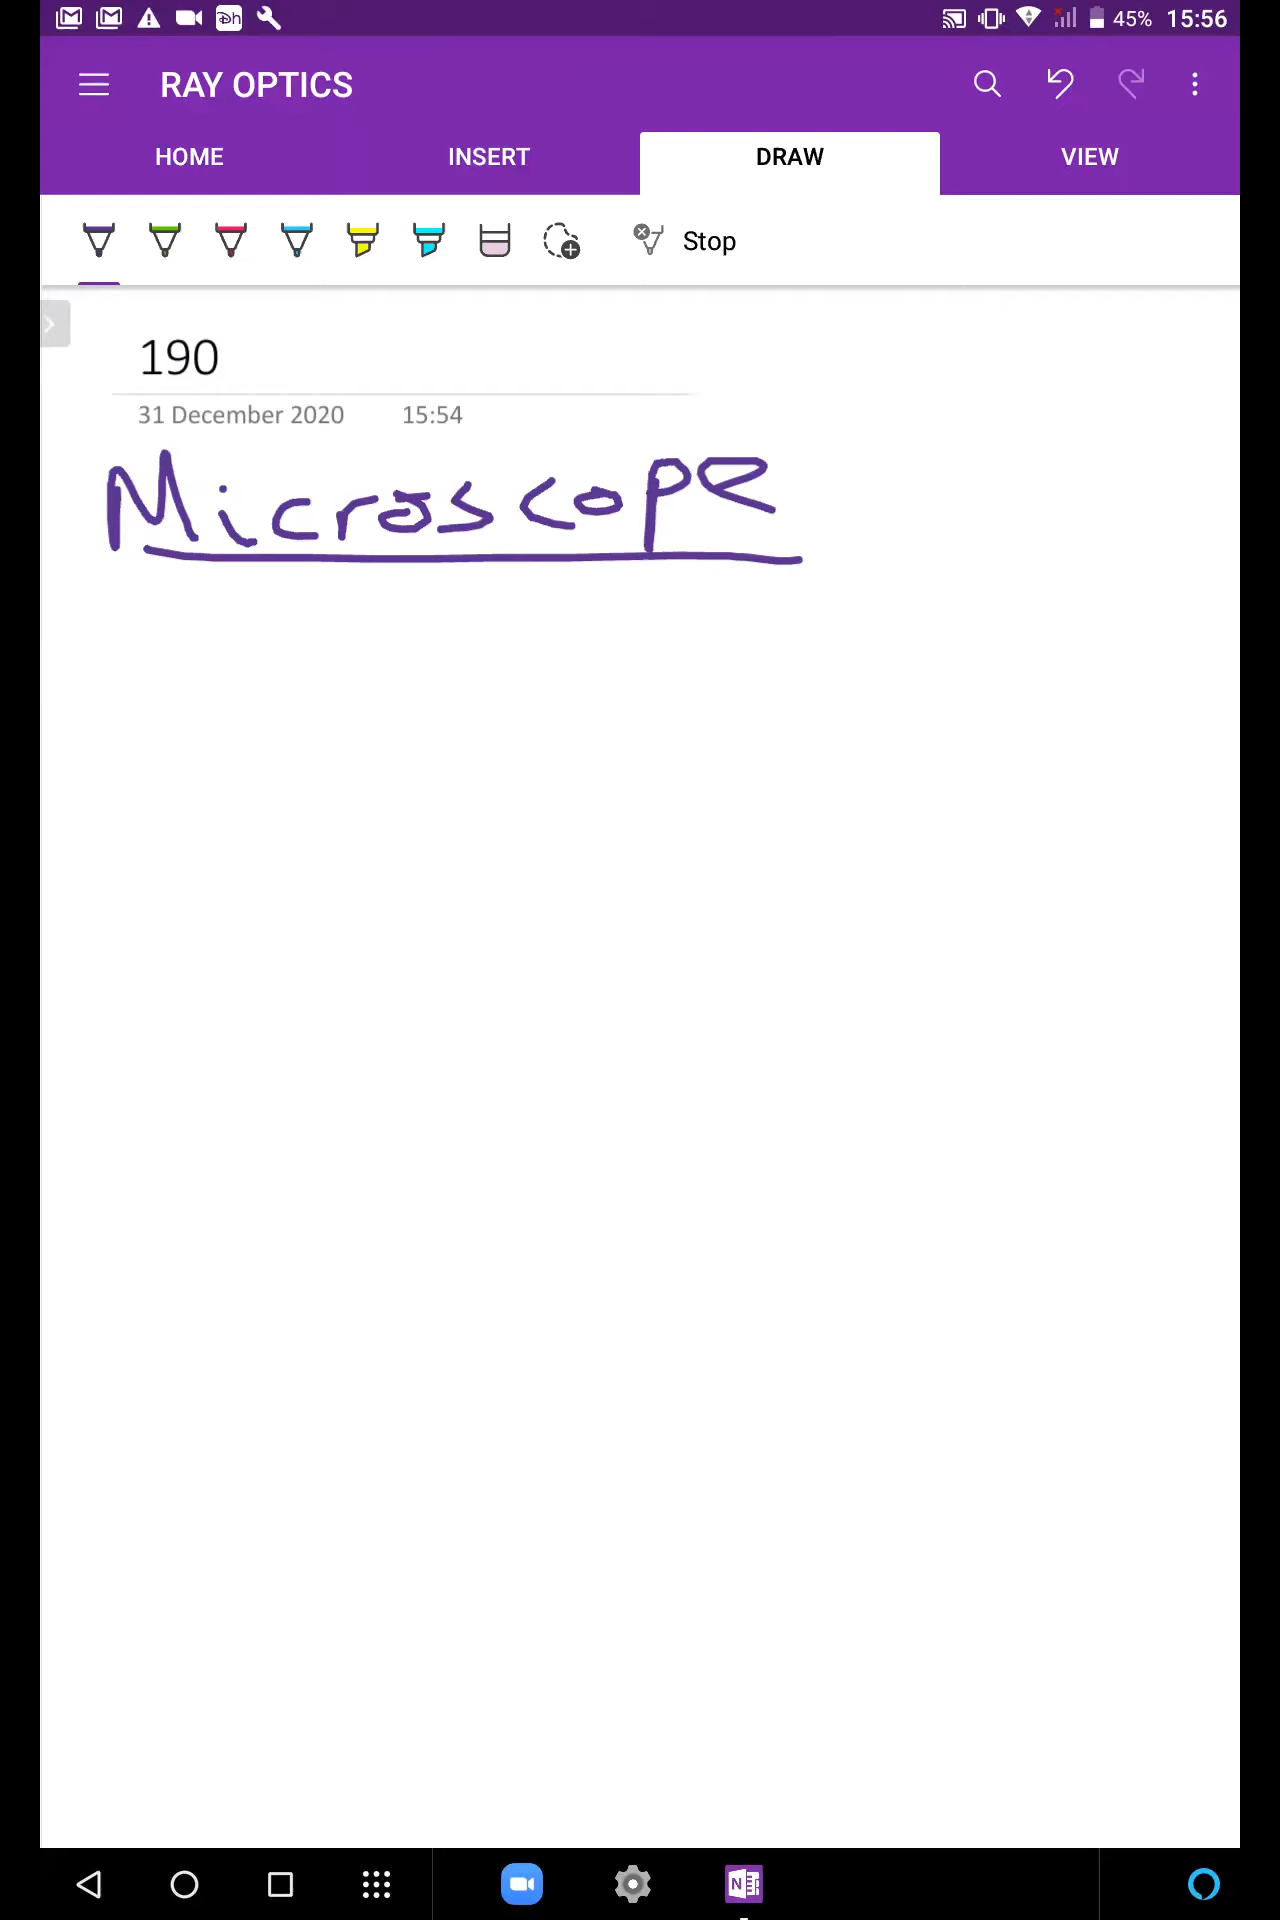 45% 15:56
RAY OPTICS
HOME INSERT DRAW VIEW
Stop
190
31 December 2020 15:54
Microscope